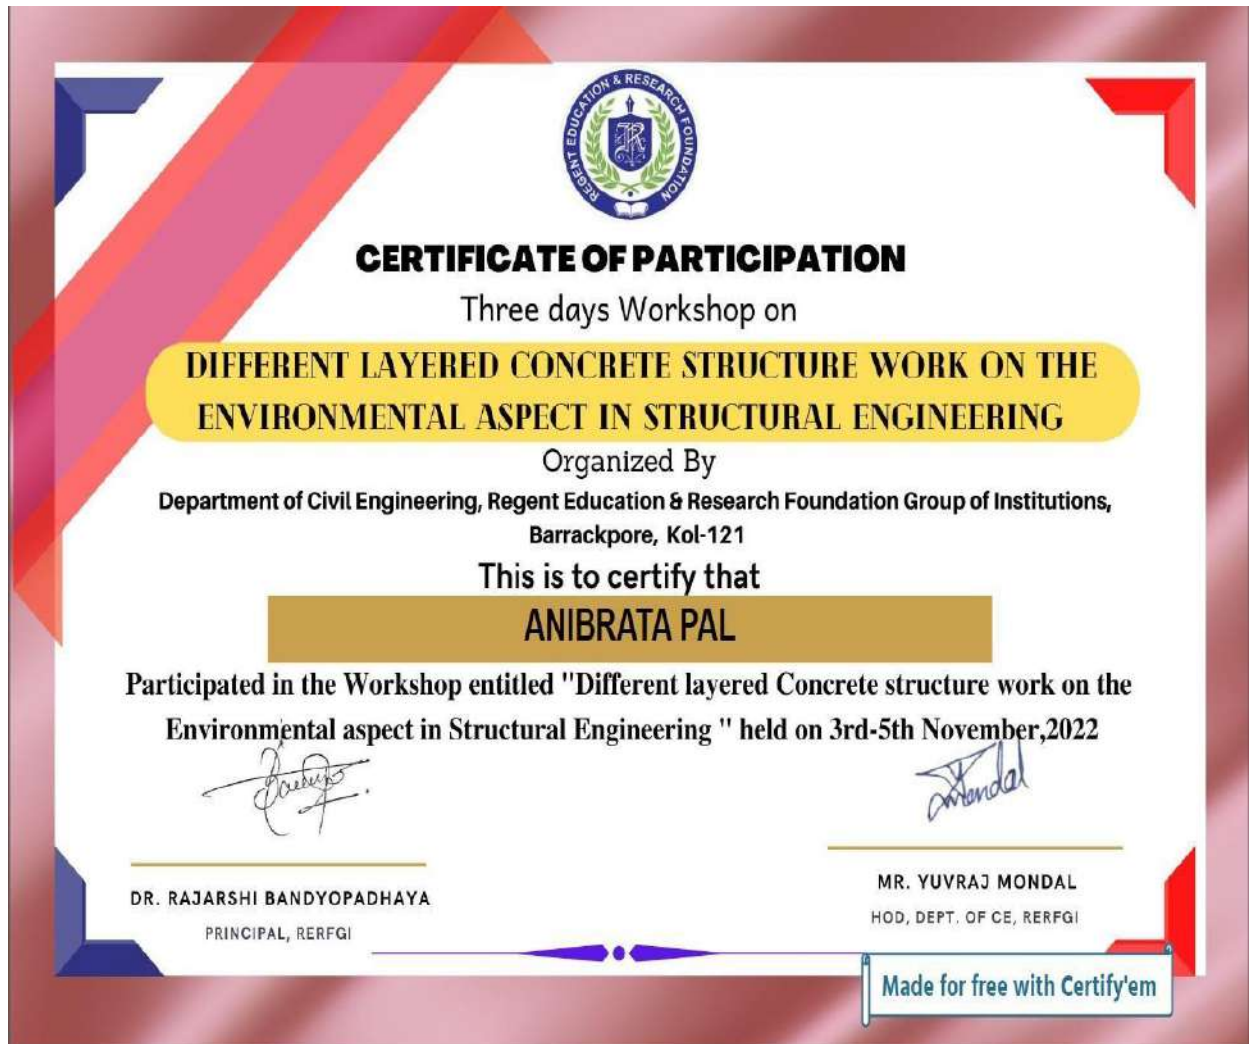 REGENT EDUCATION & RESEARCH FOUNDATION
R
CERTIFICATE OF PARTICIPATION
Three days Workshop on
DIFFERENT LAYERED CONCRETE STRUCTURE WORK ON THE
ENVIRONMENTAL ASPECT IN STRUCTURAL ENGINEERING
Organized By
Department of Civil Engineering, Regent Education & Research Foundation Group of Institutions,
Barrackpore, Kol-121
This is to certify that
ANIBRATA PAL
Participated in the Workshop entitled "Different layered Concrete structure work on the
Environmental aspect in Structural Engineering " held on 3rd-5th November,2022
DR. RAJARSHI BANDYOPADHAYA
PRINCIPAL, RERFGI
MR. YUVRAJ MONDAL
HOD, DEPT. OF CE, RERFGI
Made for free with Certify'em